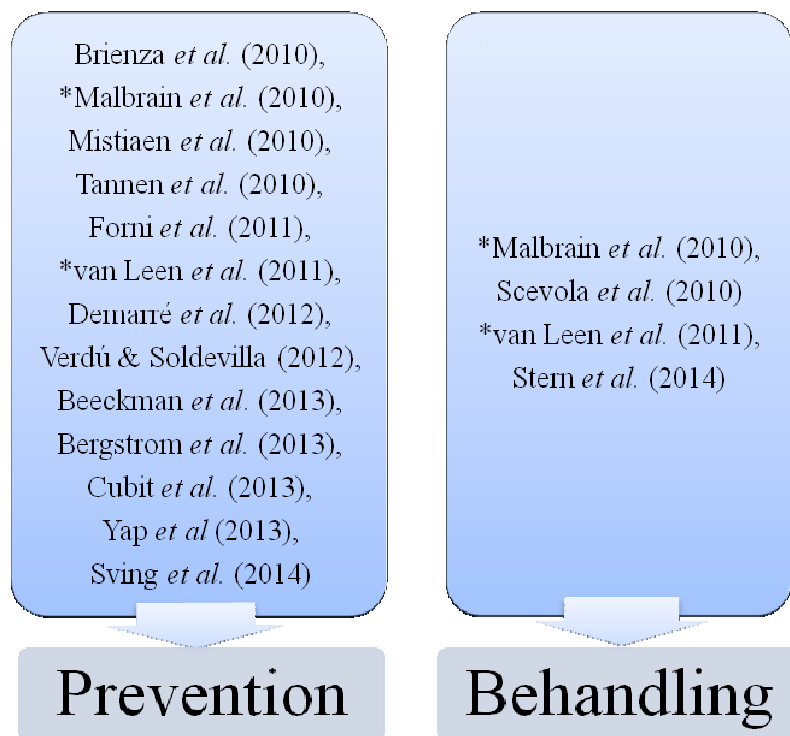 Brienza et al. (2010),
*Malbrain et al. (2010),
Mistiaen et al. (2010),
Tannen et al. (2010),
Forni et al. (2011),
*van Leen et al. (2011),
Demarré et al. (2012),
Verdú & Soldevilla (2012),
Beeckman et al. (2013),
Bergstrom et al. (2013),
Cubit et al. (2013),
Yap et al (2013),
Sving et al. (2014)
Prevention
*Malbrain et al. (2010),
Scevola et al. (2010)
*van Leen et al. (2011),
Stern et al. (2014)
Behandling